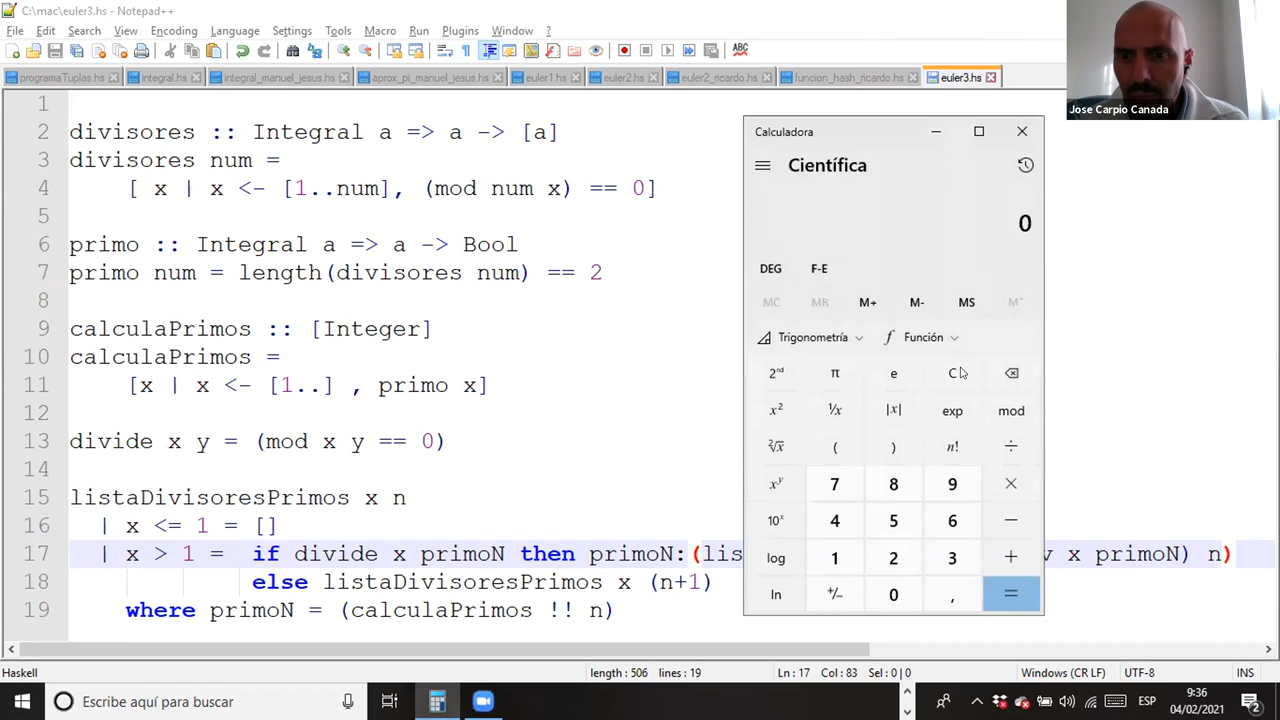 C:\mac\euler3.hs - Notepad++
File Edit Search View Encoding Language Settings Tools Macro Run Plugins Window ?
programaTuplas.hs integral.hs integral_manuel_jesus.hs aprox_pi_manuel_jesus.hs euler1.hs euler2.hs euler2_ricardo.hs funcion_hash_ricardo.hs euler3.hs
Jose Carpio Canada
1
2 divisores :: Integral a => a -> [a]
3 divisores num =
4 [ x | x <- [1..num], (mod num x) == 0]
5
6 primo :: Integral a => a -> Bool
7 primo num = length(divisores num) == 2
8
9 calculaPrimos :: [Integer]
10 calculaPrimos =
11 [x | x <- [1..] , primo x]
12
13 divide x y = (mod x y == 0)
14
15 listaDivisoresPrimos x n
16 | x <= 1 = []
17 | x > 1 = if divide x primoN then primoN:(lis v x primoN) n)
18 else listaDivisoresPrimos x (n+1)
19 where primoN = (calculaPrimos !! n)
Calculadora
Científica
0
DEG F-E
MC MR M+ M- MS M˅
Trigonometría f Función
2ⁿᵈ π e C
x² ¹/x |x| exp mod
²√x ( ) n! ÷
xʸ 7 8 9 ×
10ˣ 4 5 6 −
log 1 2 3 +
ln +/− 0 , =
Haskell length : 506 lines : 19 Ln : 17 Col : 83 Sel : 0 | 0 Windows (CR LF) UTF-8 INS
Escribe aquí para buscar
ESP
9:36
04/02/2021
2